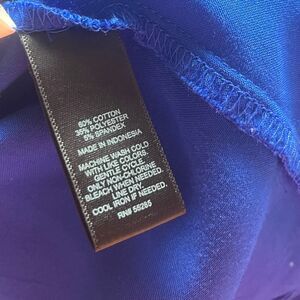 60% COTTON
35% POLYESTER
5% SPANDEX
MADE IN INDONESIA
MACHINE WASH COLD
WITH LIKE COLORS.
GENTLE CYCLE.
ONLY NON-CHLORINE
BLEACH WHEN NEEDED.
LINE DRY.
COOL IRON IF NEEDED.
RN# 56285